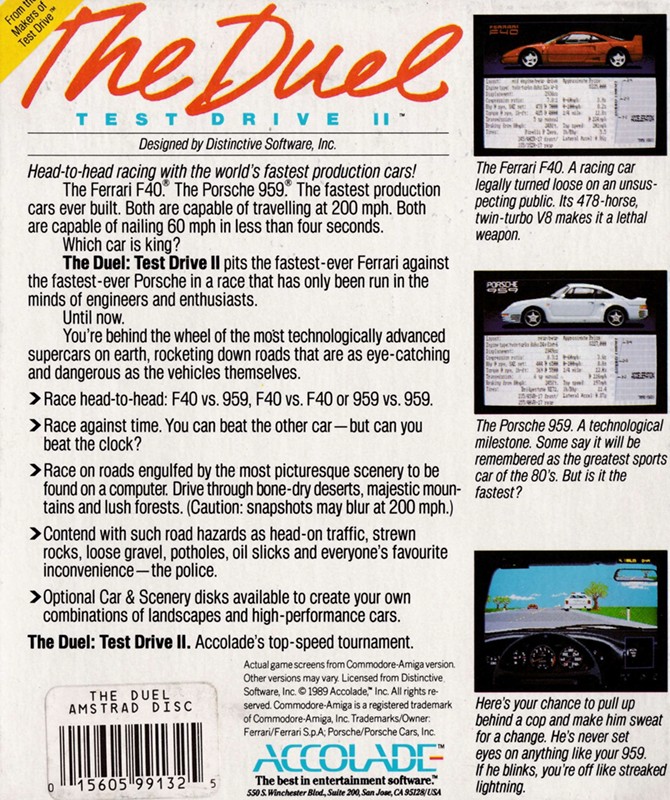 From the
Makers of
Test Drive™
The Duel
TEST DRIVE II™
Designed by Distinctive Software, Inc.
Head-to-head racing with the world's fastest production cars!
The Ferrari F40.® The Porsche 959.® The fastest production
cars ever built. Both are capable of travelling at 200 mph. Both
are capable of nailing 60 mph in less than four seconds.
Which car is king?
The Duel: Test Drive II pits the fastest-ever Ferrari against
the fastest-ever Porsche in a race that has only been run in the
minds of engineers and enthusiasts.
Until now.
You're behind the wheel of the most technologically advanced
supercars on earth, rocketing down roads that are as eye-catching
and dangerous as the vehicles themselves.
Race head-to-head: F40 vs. 959, F40 vs. F40 or 959 vs. 959.
Race against time. You can beat the other car—but can you
beat the clock?
Race on roads engulfed by the most picturesque scenery to be
found on a computer. Drive through bone-dry deserts, majestic moun-
tains and lush forests. (Caution: snapshots may blur at 200 mph.)
Contend with such road hazards as head-on traffic, strewn
rocks, loose gravel, potholes, oil slicks and everyone's favourite
inconvenience—the police.
Optional Car & Scenery disks available to create your own
combinations of landscapes and high-performance cars.
The Duel: Test Drive II. Accolade's top-speed tournament.
THE DUEL
AMSTRAD DISC
0 15605 99132 5
Actual game screens from Commodore-Amiga version.
Other versions may vary. Licensed from Distinctive
Software, Inc. © 1989 Accolade,™ Inc. All rights re-
served. Commodore-Amiga is a registered trademark
of Commodore-Amiga, Inc. Trademarks/Owner:
Ferrari/Ferrari S.p.A; Porsche/Porsche Cars, Inc.
ACCOLADE™
The best in entertainment software.™
550 S. Winchester Blvd., Suite 200, San Jose, CA 95128/USA
FERRARI
F40
The Ferrari F40. A racing car
legally turned loose on an unsus-
pecting public. Its 478-horse,
twin-turbo V8 makes it a lethal
weapon.
PORSCHE
959
The Porsche 959. A technological
milestone. Some say it will be
remembered as the greatest sports
car of the 80's. But is it the
fastest?
Here's your chance to pull up
behind a cop and make him sweat
for a change. He's never set
eyes on anything like your 959.
If he blinks, you're off like streaked
lightning.